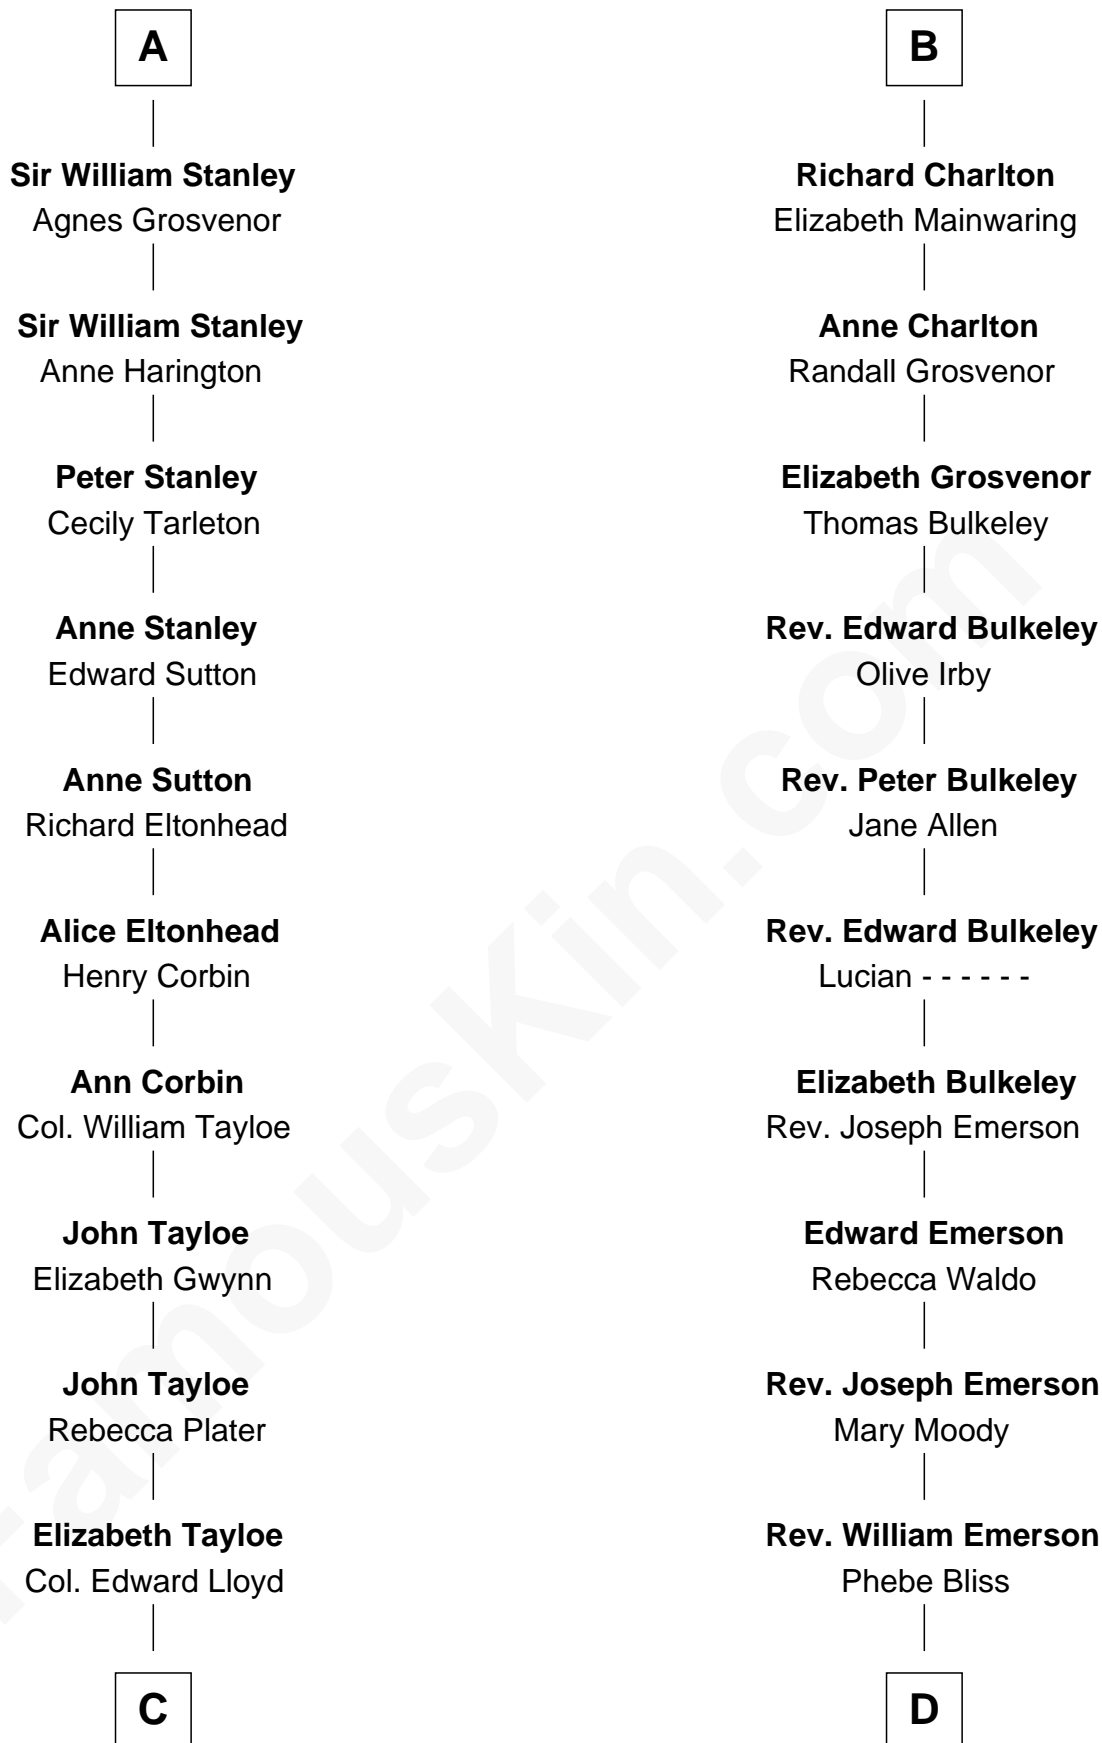 A
Sir William Stanley
Agnes Grosvenor
Sir William Stanley
Anne Harington
Peter Stanley
Cecily Tarleton
Anne Stanley
Edward Sutton
Anne Sutton
Richard Eltonhead
Alice Eltonhead
Henry Corbin
Ann Corbin
Col. William Tayloe
John Tayloe
Elizabeth Gwynn
John Tayloe
Rebecca Plater
Elizabeth Tayloe
Col. Edward Lloyd
C
B
Richard Charlton
Elizabeth Mainwaring
Anne Charlton
Randall Grosvenor
Elizabeth Grosvenor
Thomas Bulkeley
Rev. Edward Bulkeley
Olive Irby
Rev. Peter Bulkeley
Jane Allen
Rev. Edward Bulkeley
Lucian - - - - - -
Elizabeth Bulkeley
Rev. Joseph Emerson
Edward Emerson
Rebecca Waldo
Rev. Joseph Emerson
Mary Moody
Rev. William Emerson
Phebe Bliss
D
FamousKin.com